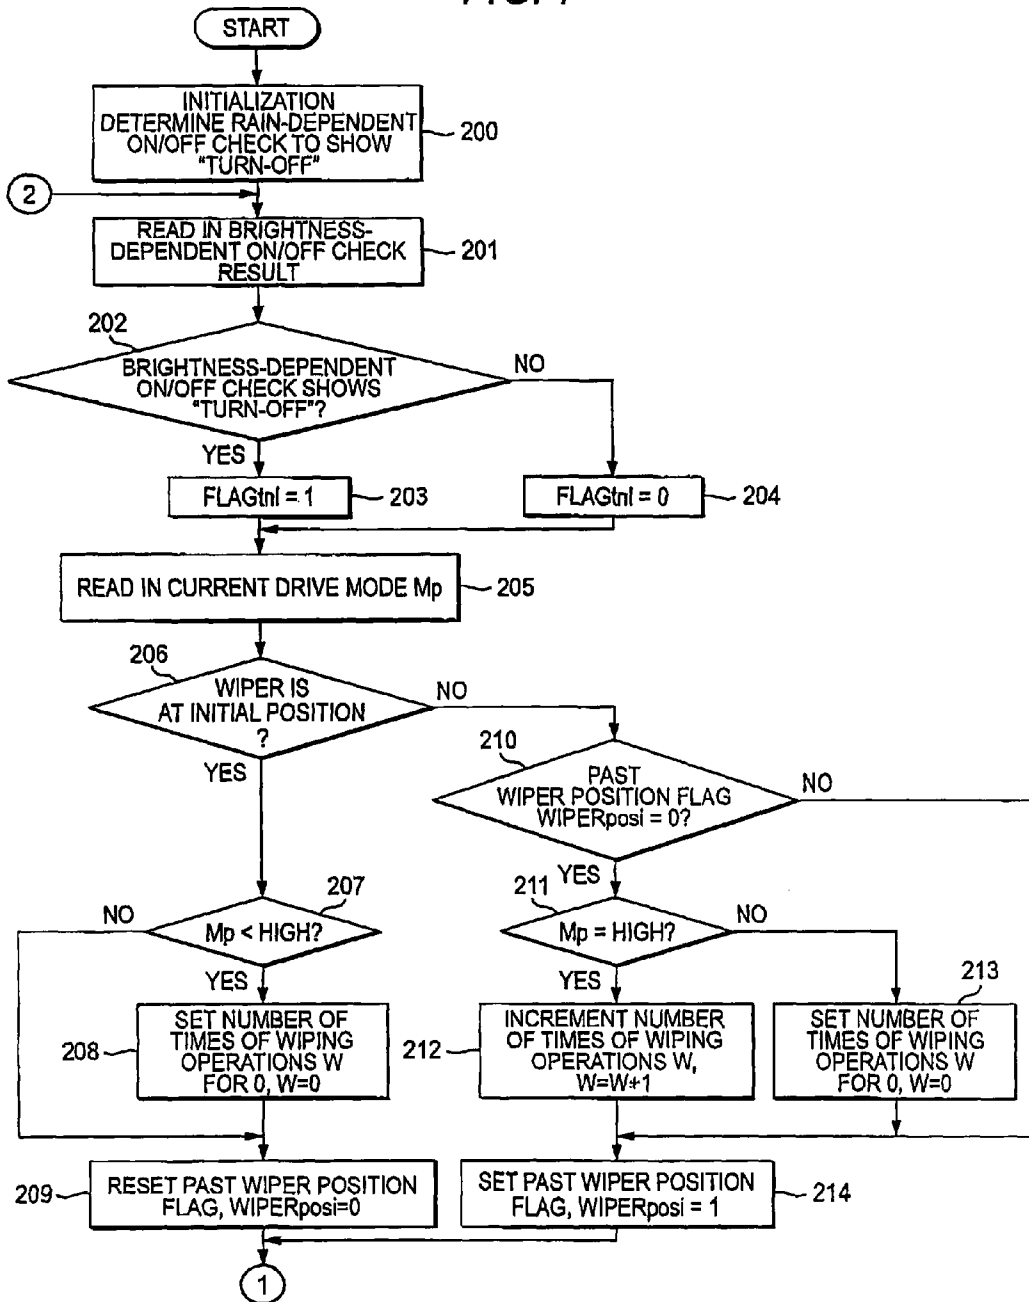 START
INITIALIZATION
DETERMINE RAIN-DEPENDENT
ON/OFF CHECK TO SHOW
"TURN-OFF"
200
2
READ IN BRIGHTNESS-
DEPENDENT ON/OFF CHECK
RESULT
201
202
BRIGHTNESS-DEPENDENT
ON/OFF CHECK SHOWS
"TURN-OFF"?
NO
YES
FLAGtnl = 1
203
FLAGtnl = 0
204
READ IN CURRENT DRIVE MODE Mp
205
206
WIPER IS
AT INITIAL POSITION
?
NO
YES
210
PAST
WIPER POSITION FLAG
WIPERposi = 0?
NO
YES
207
Mp < HIGH?
NO
YES
211
Mp = HIGH?
NO
YES
208
SET NUMBER OF
TIMES OF WIPING
OPERATIONS W
FOR 0, W=0
212
INCREMENT NUMBER
OF TIMES OF WIPING
OPERATIONS W,
W=W+1
213
SET NUMBER OF
TIMES OF WIPING
OPERATIONS W
FOR 0, W=0
209
RESET PAST WIPER POSITION
FLAG, WIPERposi=0
SET PAST WIPER POSITION
FLAG, WIPERposi = 1
214
1